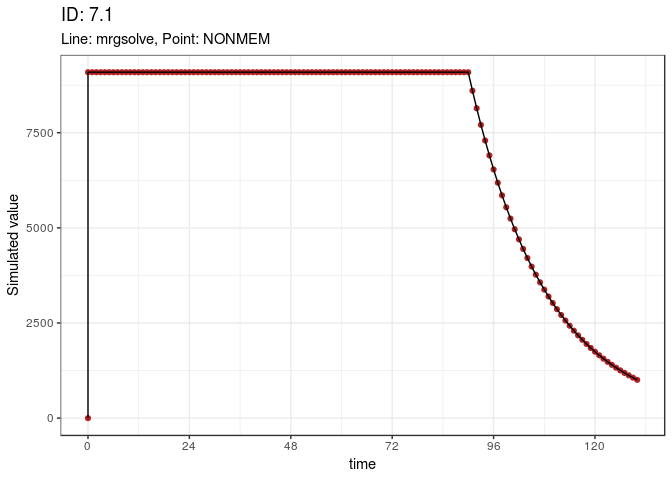 ID: 7.1
Line: mrgsolve, Point: NONMEM
Simulated value
7500
5000
2500
0
0 24 48 72 96 120
time